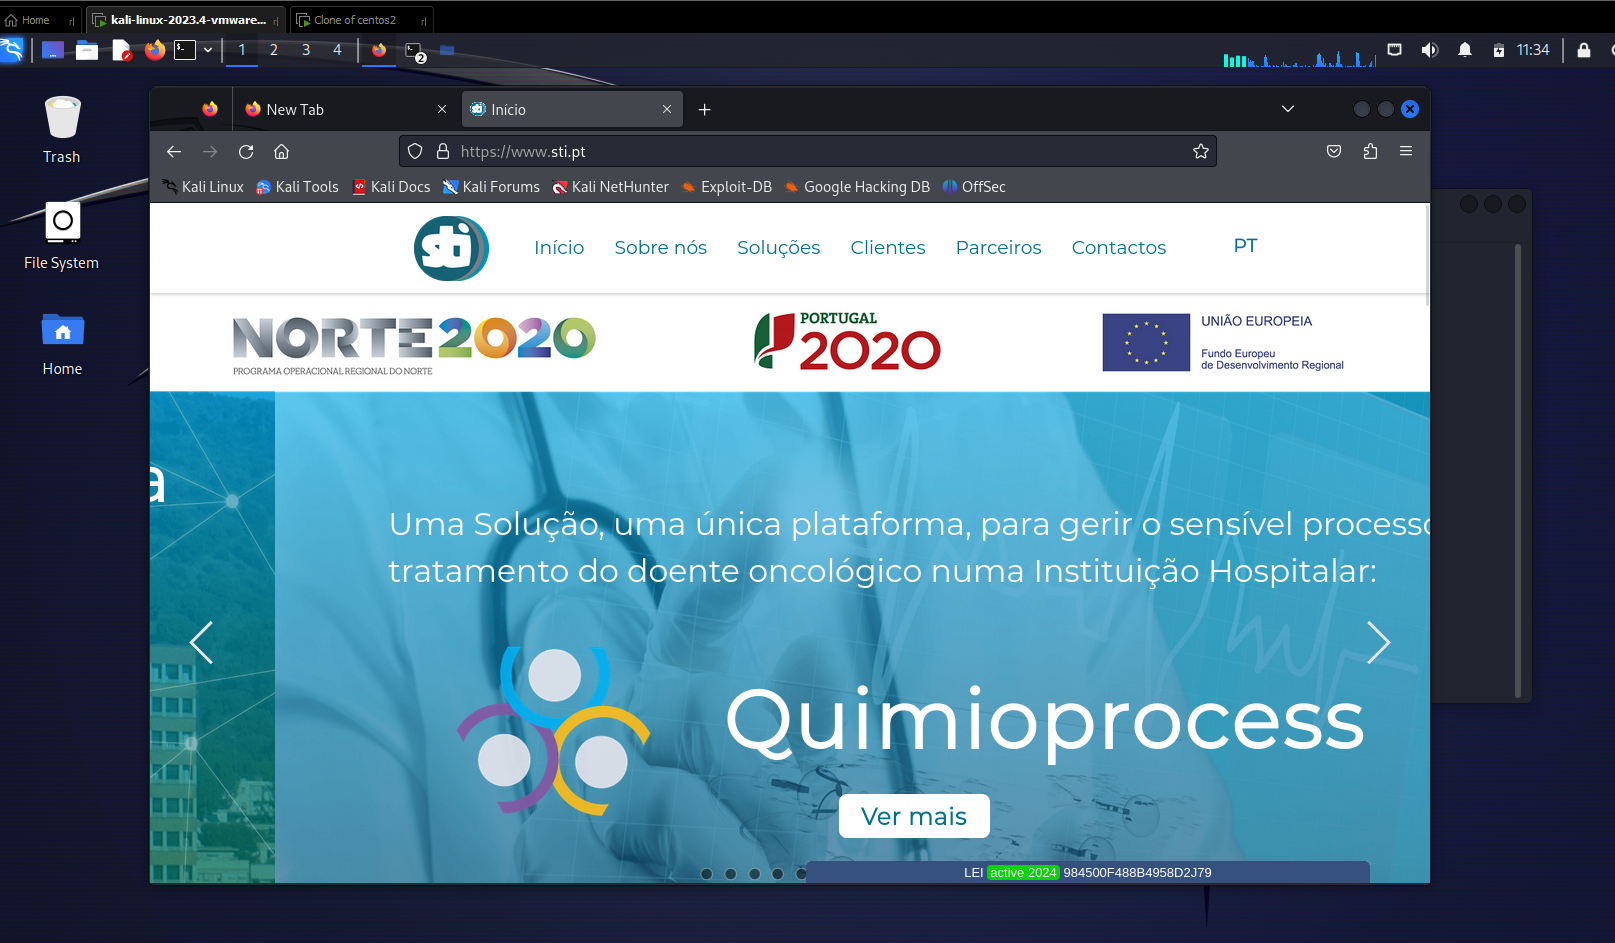 Home
kali-linux-2023.4-vmware...
Clone of centos2
1 2 3 4
2
11:34
New Tab
Início
https://www.sti.pt
Kali Linux
Kali Tools
Kali Docs
Kali Forums
Kali NetHunter
Exploit-DB
Google Hacking DB
OffSec
Trash
File System
Home
sti
Início
Sobre nós
Soluções
Clientes
Parceiros
Contactos
PT
NORTE2020
PROGRAMA OPERACIONAL REGIONAL DO NORTE
PORTUGAL
2020
UNIÃO EUROPEIA
Fundo Europeu
de Desenvolvimento Regional
a
Uma Solução, uma única plataforma, para gerir o sensível processo
tratamento do doente oncológico numa Instituição Hospitalar:
Quimioprocess
Ver mais
LEI active 2024 984500F488B4958D2J79